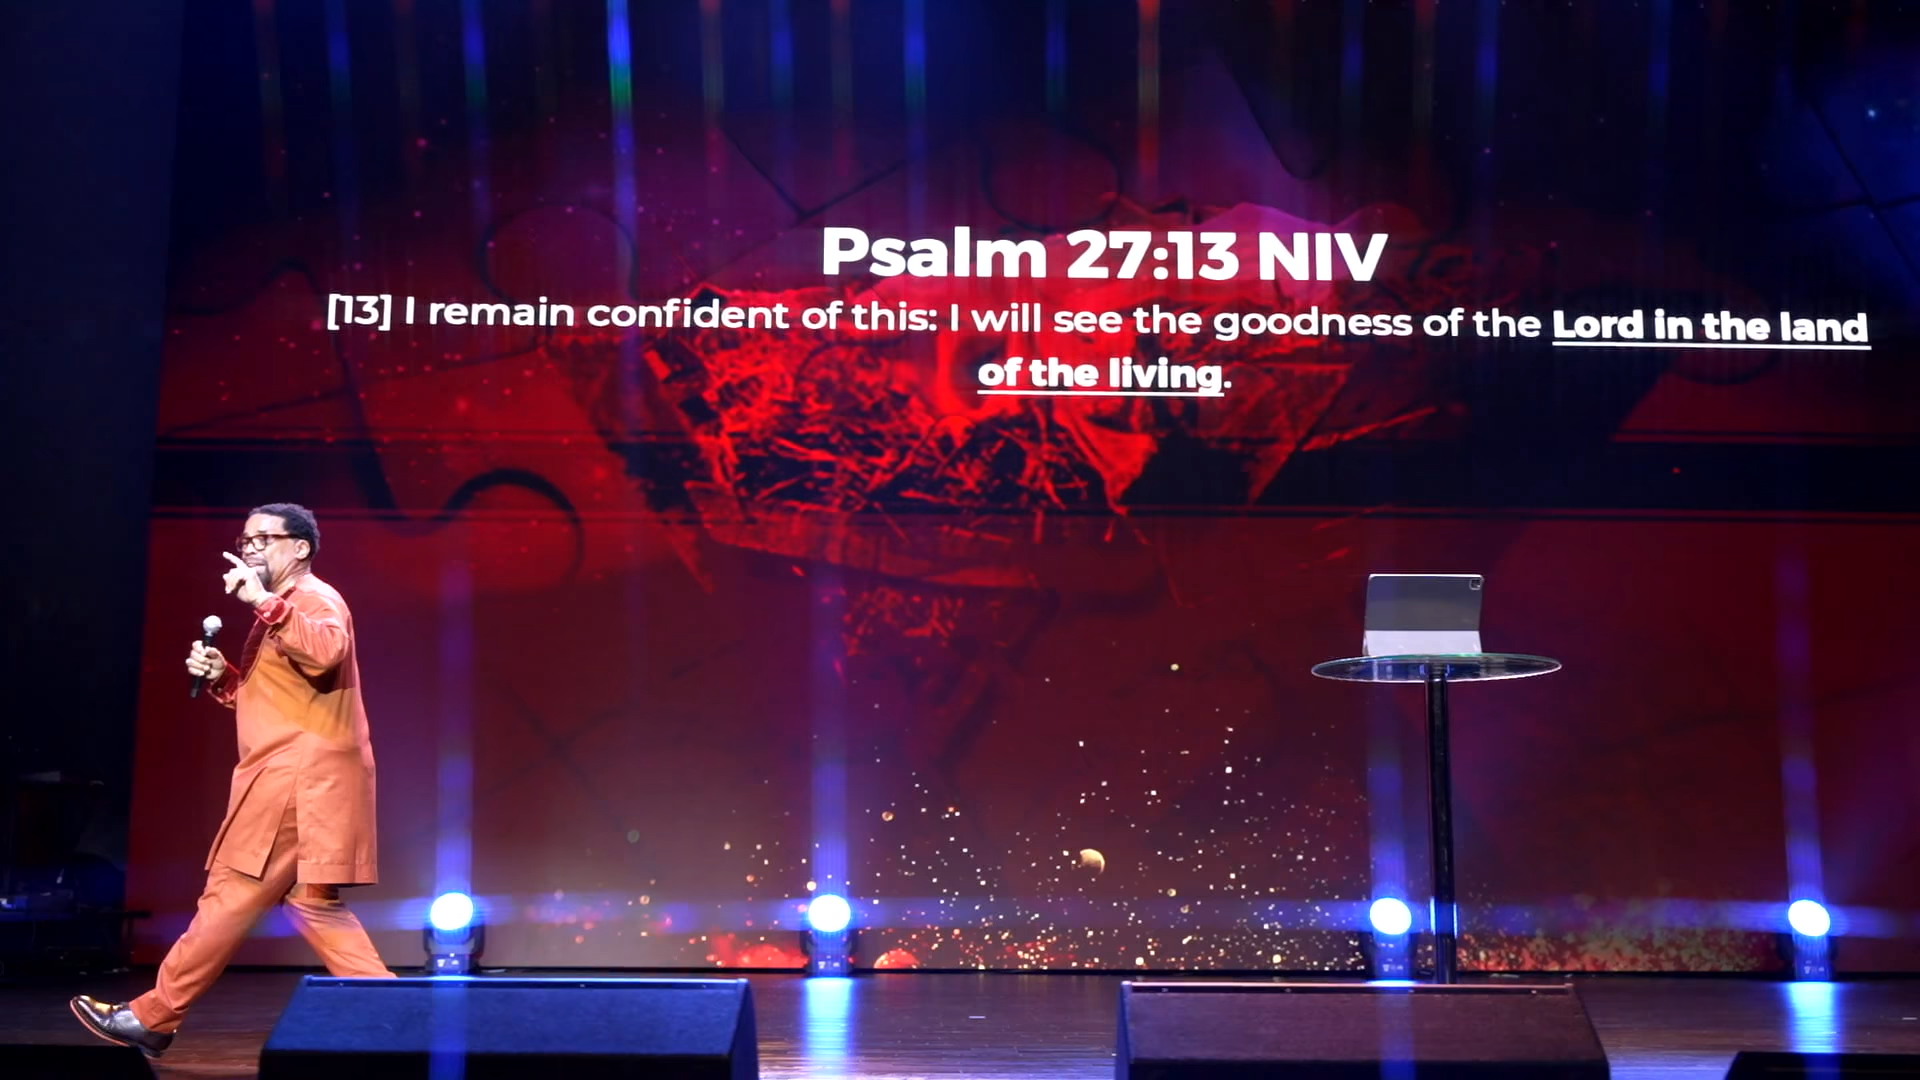 Psalm 27:13 NIV
[13] I remain confident of this: I will see the goodness of the Lord in the land
of the living.